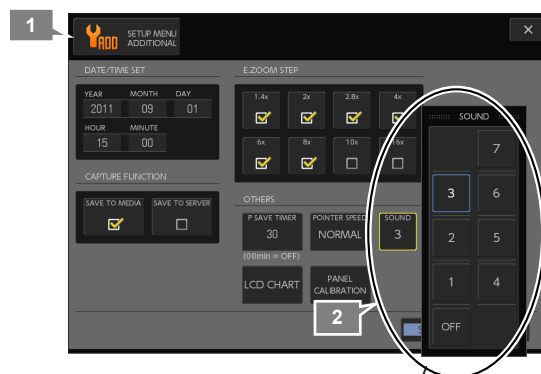 1
ADD
SETUP MENU
ADDITIONAL
×
DATE/TIME SET
YEAR MONTH DAY
2011 09 01
HOUR MINUTE
15 00
CAPTURE FUNCTION
SAVE TO MEDIA SAVE TO SERVER
E.ZOOM STEP
1.4x 2x 2.8x 4x
6x 8x 10x 16x
OTHERS
P SAVE TIMER POINTER SPEED SOUND
30 NORMAL 3
(00min = OFF)
LCD CHART
PANEL
CALIBRATION
2
S
SOUND
7
3 6
2 5
1 4
OFF